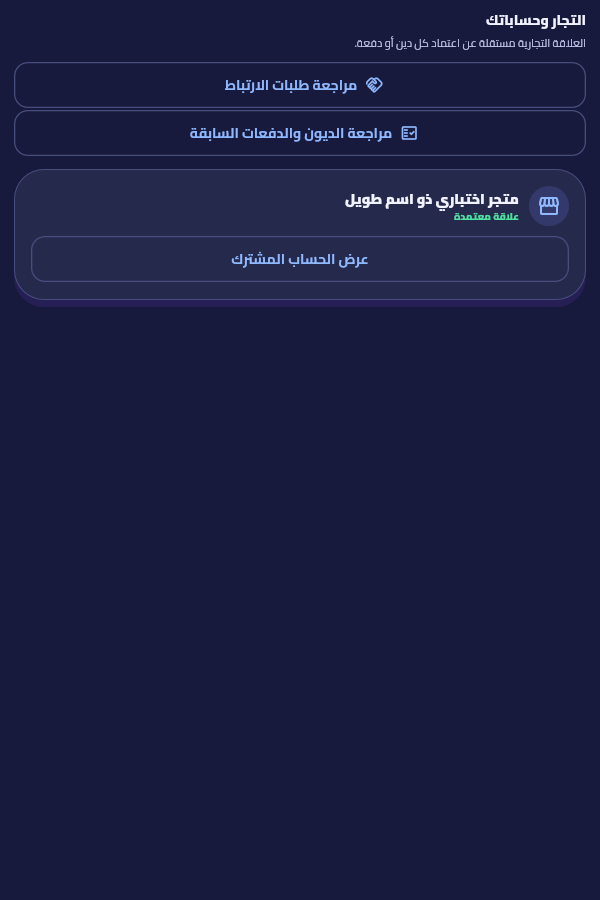 التجار وحساباتك
العلاقة التجارية مستقلة عن اعتماد كل دين أو دفعة.
مراجعة طلبات الارتباط
مراجعة الديون والدفعات السابقة
متجر اختباري ذو اسم طويل
علاقة معتمدة
عرض الحساب المشترك